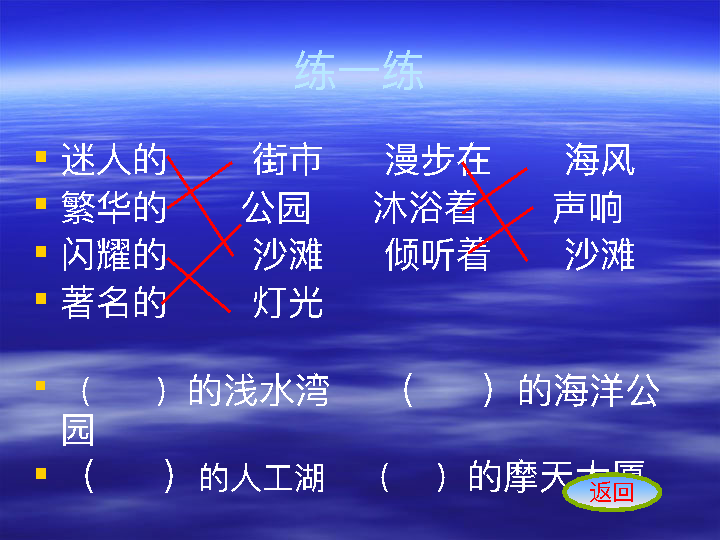 练一练
迷人的 街市 漫步在 海风
繁华的 公园 沐浴着 声响
闪耀的 沙滩 倾听着 沙滩
著名的 灯光
（ ）的浅水湾 （ ）的海洋公
园
（ ）的人工湖 （ ）的摩天大厦
返回